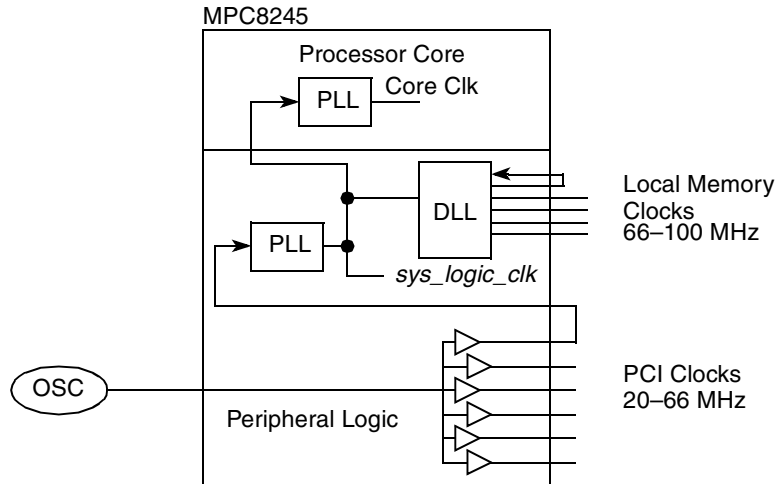 MPC8245
Processor Core
PLL
Core Clk
DLL
Local Memory
Clocks
66–100 MHz
PLL
sys_logic_clk
OSC
Peripheral Logic
PCI Clocks
20–66 MHz